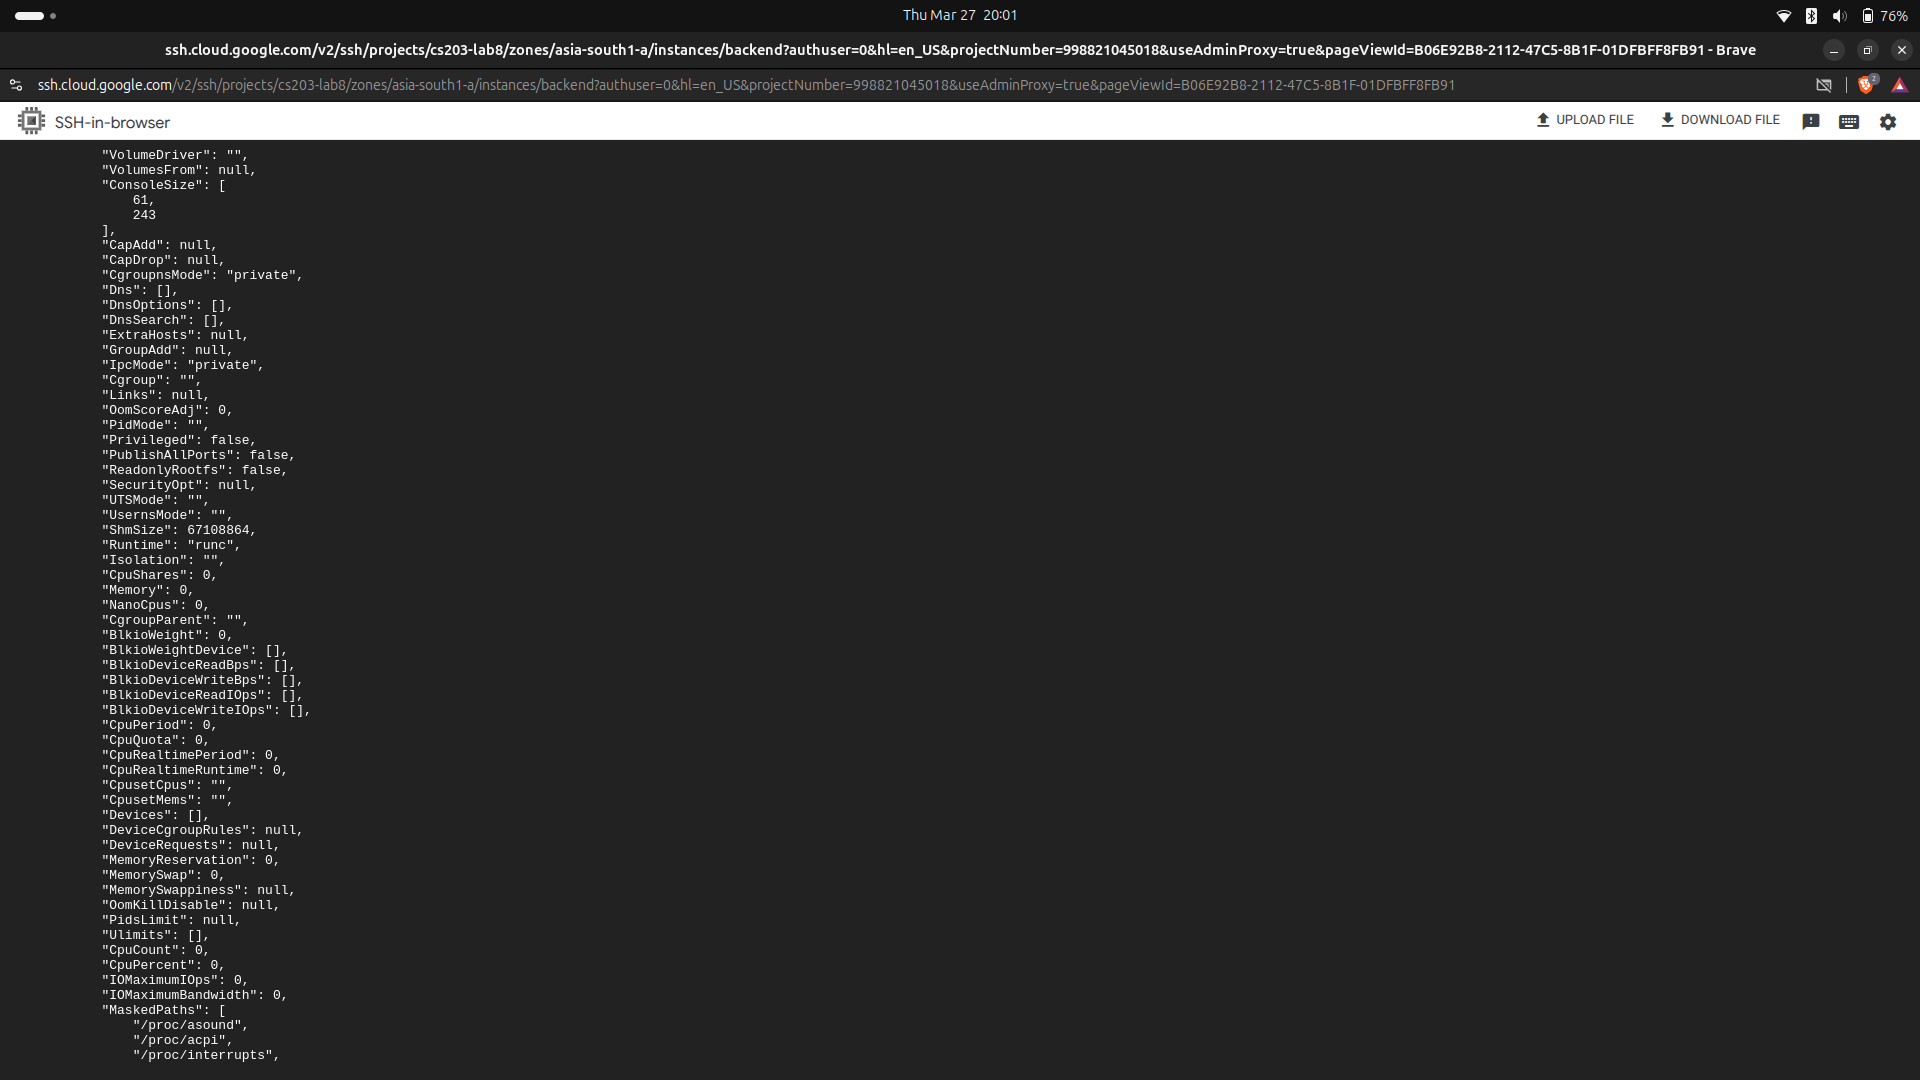 Thu Mar 27 20:01
76%
ssh.cloud.google.com/v2/ssh/projects/cs203-lab8/zones/asia-south1-a/instances/backend?authuser=0&hl=en_US&projectNumber=998821045018&useAdminProxy=true&pageViewId=B06E92B8-2112-47C5-8B1F-01DFBFF8FB91 - Brave
ssh.cloud.google.com/v2/ssh/projects/cs203-lab8/zones/asia-south1-a/instances/backend?authuser=0&hl=en_US&projectNumber=998821045018&useAdminProxy=true&pageViewId=B06E92B8-2112-47C5-8B1F-01DFBFF8FB91
2
SSH-in-browser
UPLOAD FILE
DOWNLOAD FILE
"VolumeDriver": "",
"VolumesFrom": null,
"ConsoleSize": [
61,
243
],
"CapAdd": null,
"CapDrop": null,
"CgroupnsMode": "private",
"Dns": [],
"DnsOptions": [],
"DnsSearch": [],
"ExtraHosts": null,
"GroupAdd": null,
"IpcMode": "private",
"Cgroup": "",
"Links": null,
"OomScoreAdj": 0,
"PidMode": "",
"Privileged": false,
"PublishAllPorts": false,
"ReadonlyRootfs": false,
"SecurityOpt": null,
"UTSMode": "",
"UsernsMode": "",
"ShmSize": 67108864,
"Runtime": "runc",
"Isolation": "",
"CpuShares": 0,
"Memory": 0,
"NanoCpus": 0,
"CgroupParent": "",
"BlkioWeight": 0,
"BlkioWeightDevice": [],
"BlkioDeviceReadBps": [],
"BlkioDeviceWriteBps": [],
"BlkioDeviceReadIOps": [],
"BlkioDeviceWriteIOps": [],
"CpuPeriod": 0,
"CpuQuota": 0,
"CpuRealtimePeriod": 0,
"CpuRealtimeRuntime": 0,
"CpusetCpus": "",
"CpusetMems": "",
"Devices": [],
"DeviceCgroupRules": null,
"DeviceRequests": null,
"MemoryReservation": 0,
"MemorySwap": 0,
"MemorySwappiness": null,
"OomKillDisable": null,
"PidsLimit": null,
"Ulimits": [],
"CpuCount": 0,
"CpuPercent": 0,
"IOMaximumIOps": 0,
"IOMaximumBandwidth": 0,
"MaskedPaths": [
"/proc/asound",
"/proc/acpi",
"/proc/interrupts",